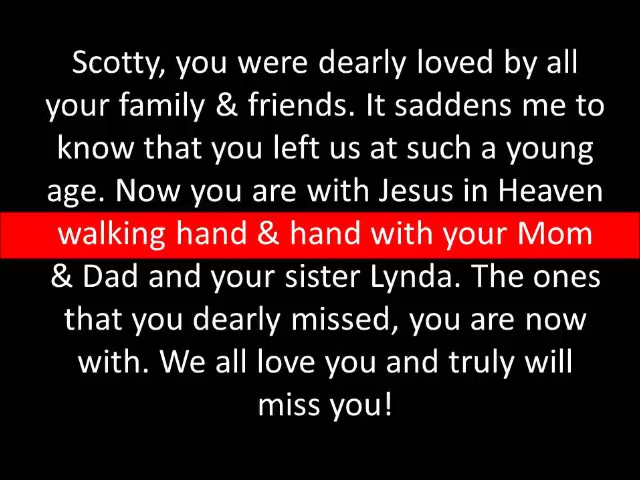 Scotty, you were dearly loved by all
your family & friends. It saddens me to
know that you left us at such a young
age. Now you are with Jesus in Heaven
walking hand & hand with your Mom
& Dad and your sister Lynda. The ones
that you dearly missed, you are now
with. We all love you and truly will
miss you!